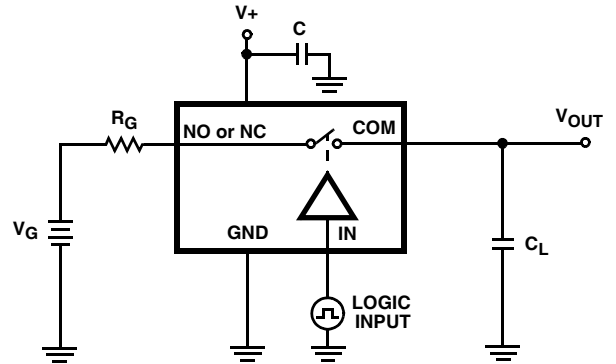 V+
C
RG
NO or NC
COM
VOUT
VG
GND
IN
CL
LOGIC
INPUT